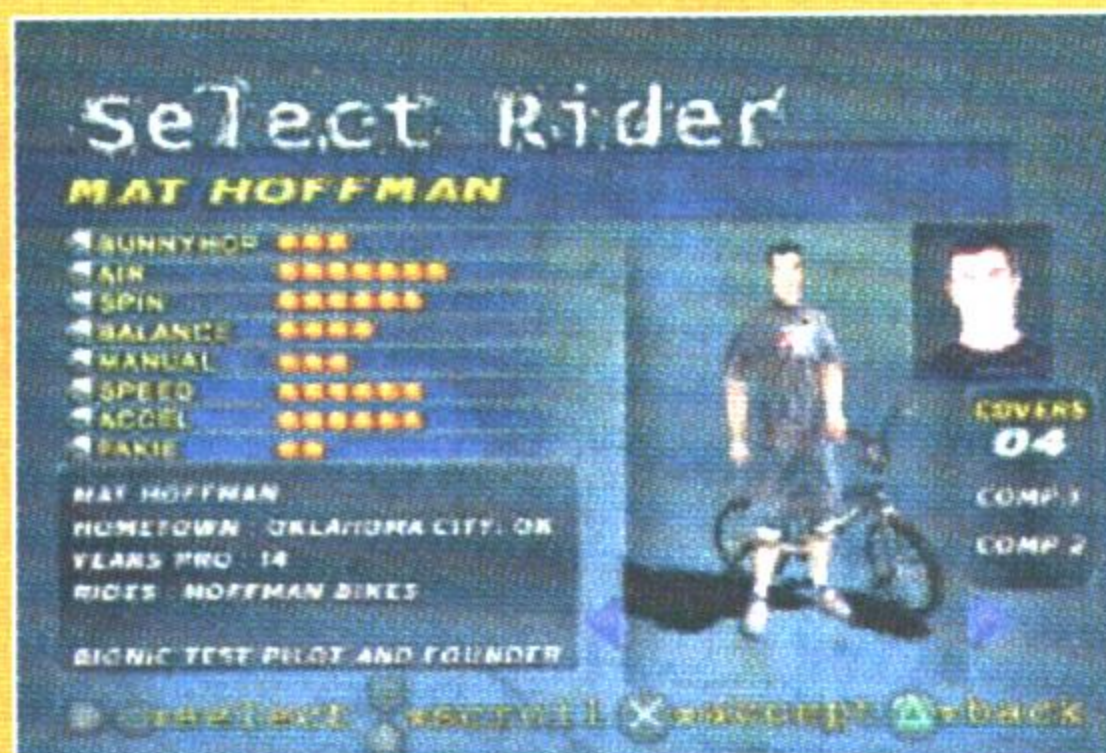 Select Rider
MAT HOFFMAN
BUNNYHOP
AIR
SPIN
BALANCE
MANUAL
SPEED
ACCEL
FAKIE
MAT HOFFMAN
HOMETOWN : OKLAHOMA CITY, OK
YEARS PRO : 14
RIDES : HOFFMAN BIKES
BIONIC TEST PILOT AND FOUNDER
COVERS
04
COMP 1
COMP 2
=select =scroll X=accept △=back